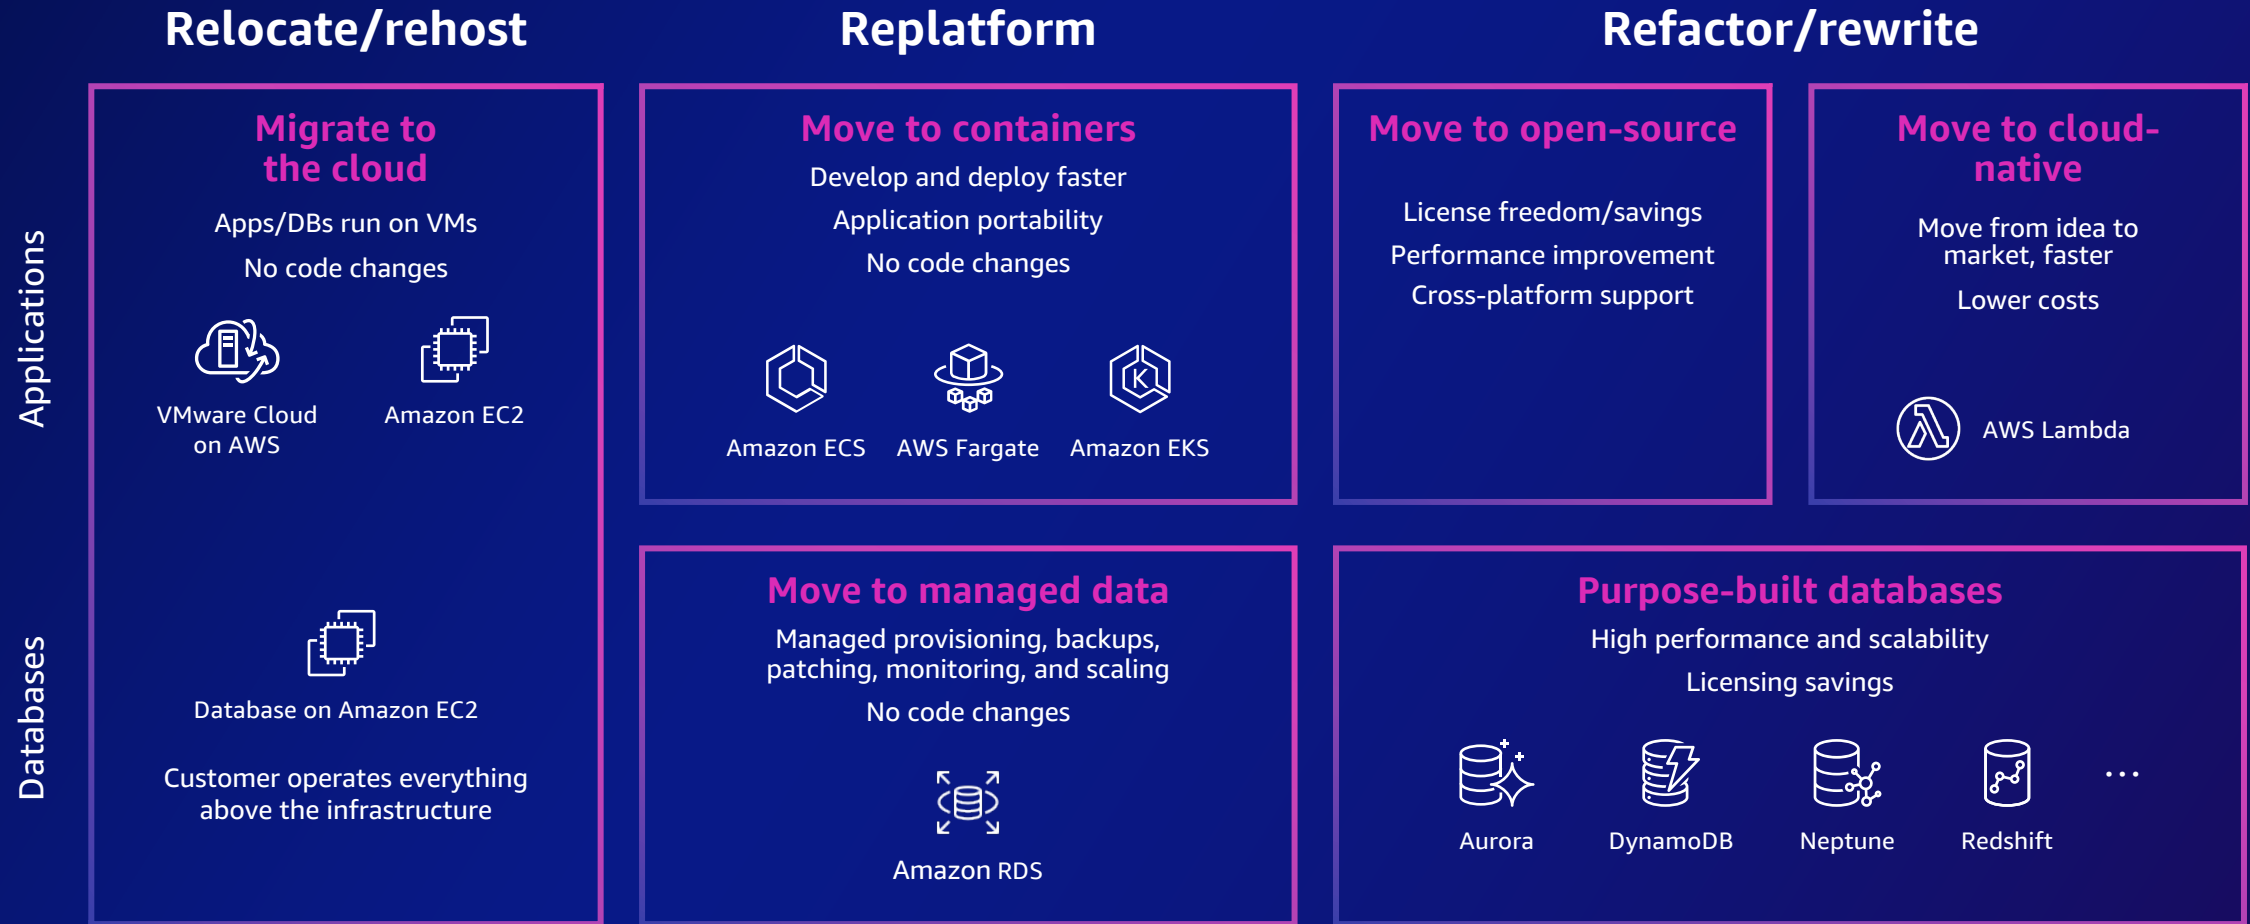 Relocate/rehost
Replatform
Refactor/rewrite
Applications
Databases
Migrate to
the cloud
Apps/DBs run on VMs
No code changes
VMware Cloud
on AWS
Amazon EC2
Database on Amazon EC2
Customer operates everything
above the infrastructure
Move to containers
Develop and deploy faster
Application portability
No code changes
Amazon ECS
AWS Fargate
K
Amazon EKS
Move to managed data
Managed provisioning, backups,
patching, monitoring, and scaling
No code changes
Amazon RDS
Move to open-source
License freedom/savings
Performance improvement
Cross-platform support
Move to cloud-
native
Move from idea to
market, faster
Lower costs
λ
AWS Lambda
Purpose-built databases
High performance and scalability
Licensing savings
Aurora
DynamoDB
Neptune
Redshift
...